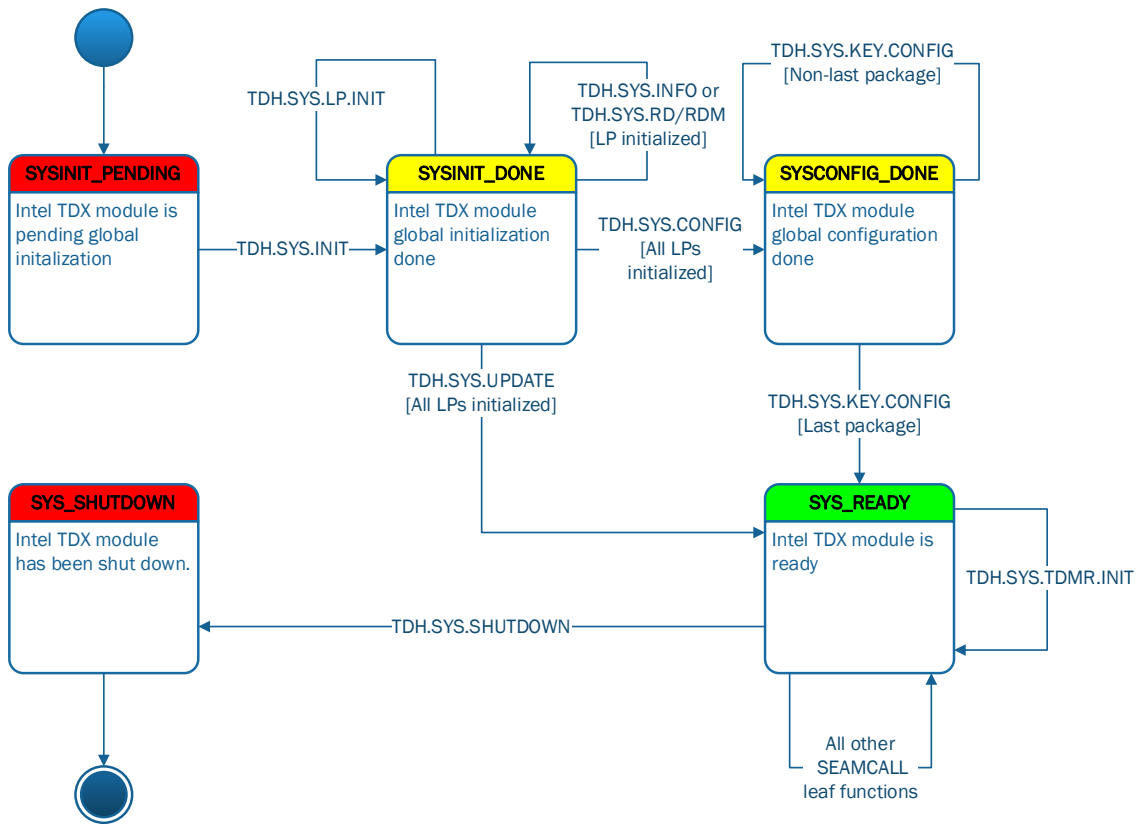 TDH.SYS.LP.INIT
TDH.SYS.INFO or
TDH.SYS.RD/RDM
[LP initialized]
TDH.SYS.KEY.CONFIG
[Non-last package]
SYSINIT_PENDING
Intel TDX module is
pending global
initalization
TDH.SYS.INIT
SYSINIT_DONE
Intel TDX module
global initialization
done
TDH.SYS.CONFIG
[All LPs
initialized]
SYSCONFIG_DONE
Intel TDX module
global configuration
done
TDH.SYS.UPDATE
[All LPs initialized]
TDH.SYS.KEY.CONFIG
[Last package]
SYS_SHUTDOWN
Intel TDX module
has been shut down.
TDH.SYS.SHUTDOWN
SYS_READY
Intel TDX module is
ready
TDH.SYS.TDMR.INIT
All other
SEAMCALL
leaf functions